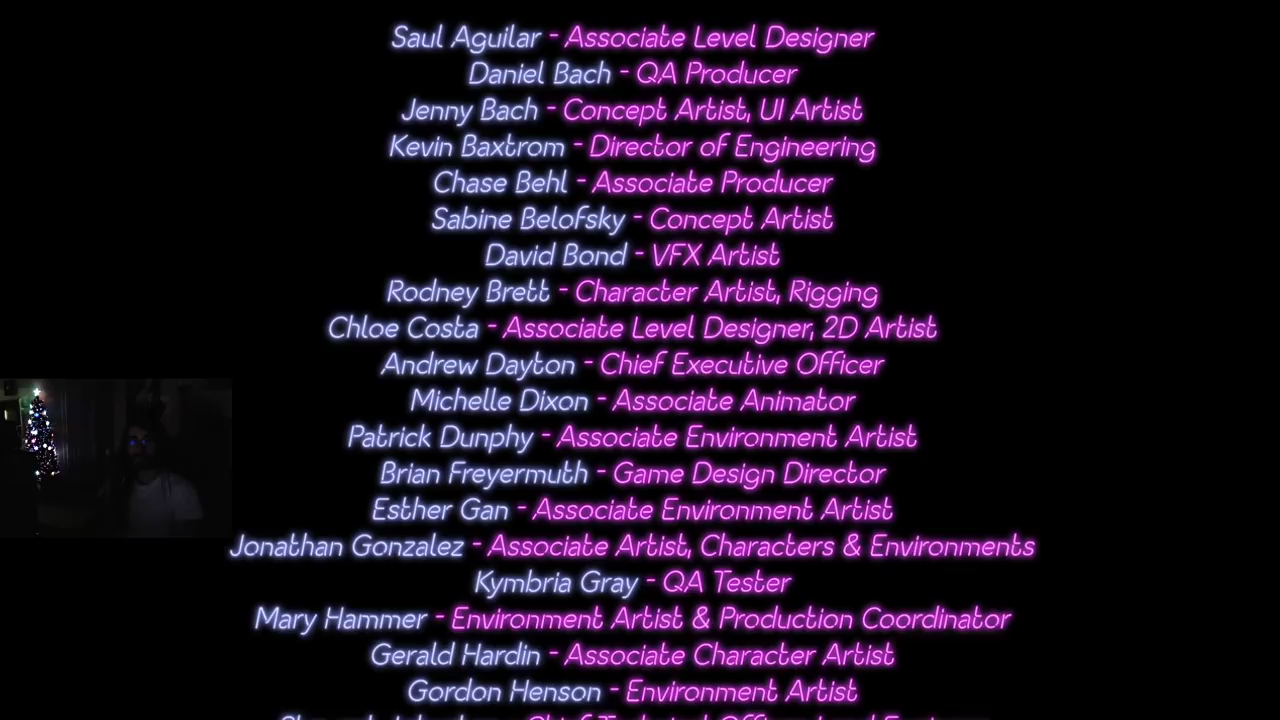 Saul Aguilar - Associate Level Designer
Daniel Bach - QA Producer
Jenny Bach - Concept Artist, UI Artist
Kevin Baxtrom - Director of Engineering
Chase Behl - Associate Producer
Sabine Belofsky - Concept Artist
David Bond - VFX Artist
Rodney Brett - Character Artist, Rigging
Chloe Costa - Associate Level Designer, 2D Artist
Andrew Dayton - Chief Executive Officer
Michelle Dixon - Associate Animator
Patrick Dunphy - Associate Environment Artist
Brian Freyermuth - Game Design Director
Esther Gan - Associate Environment Artist
Jonathan Gonzalez - Associate Artist, Characters & Environments
Kymbria Gray - QA Tester
Mary Hammer - Environment Artist & Production Coordinator
Gerald Hardin - Associate Character Artist
Gordon Henson - Environment Artist